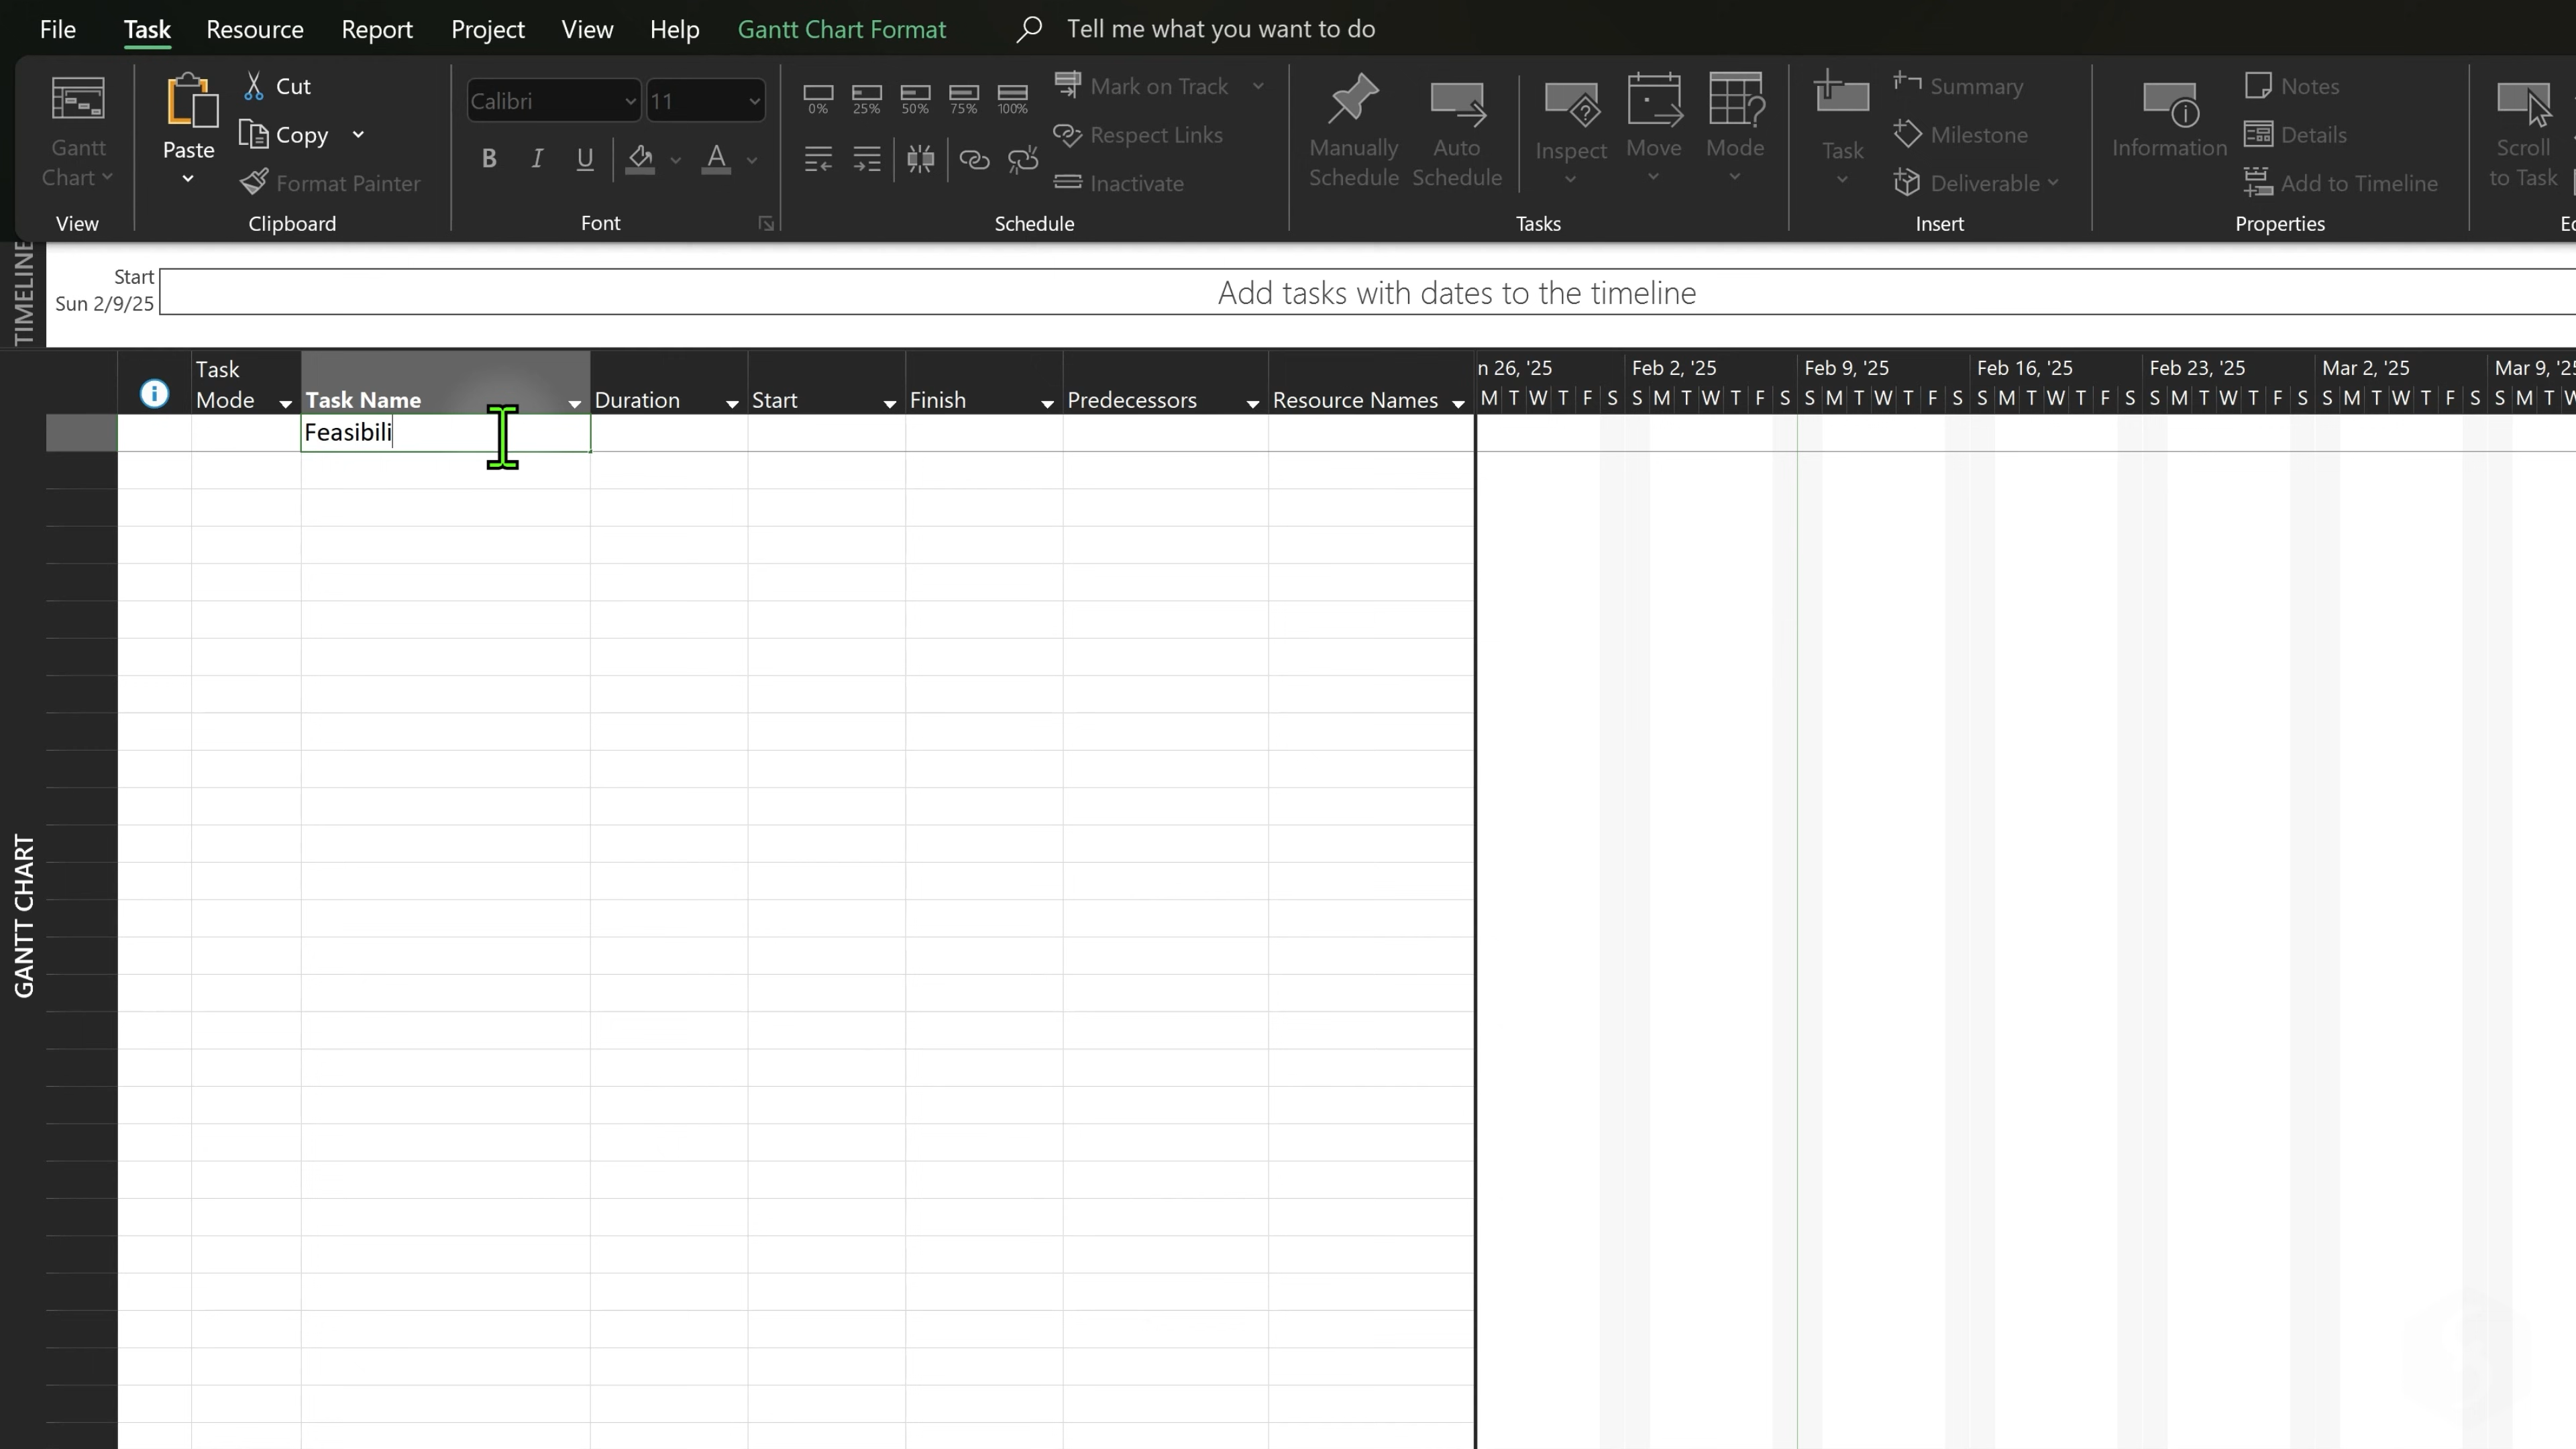 File Task Resource Report Project View Help Gantt Chart Format Tell me what you want to do
Gantt Chart
View
Paste
Cut
Copy
Format Painter
Clipboard
Calibri 11
B I U A
Font
0% 25% 50% 75% 100%
Mark on Track
Respect Links
Inactivate
Schedule
Manually Schedule
Auto Schedule
Inspect
Move
Mode
Tasks
Task
Summary
Milestone
Deliverable
Insert
Information
Notes
Details
Add to Timeline
Properties
Scroll to Task
TIMELINE
Start
Sun 2/9/25
Add tasks with dates to the timeline
Task Mode
Task Name
Duration
Start
Finish
Predecessors
Resource Names
n 26, '25 Feb 2, '25 Feb 9, '25 Feb 16, '25 Feb 23, '25 Mar 2, '25 Mar 9, '25
M T W T F S S M T W T F S S M T W T F S S M T W T F S S M T W T F S S M T W T F S S M T W
Feasibili
GANTT CHART